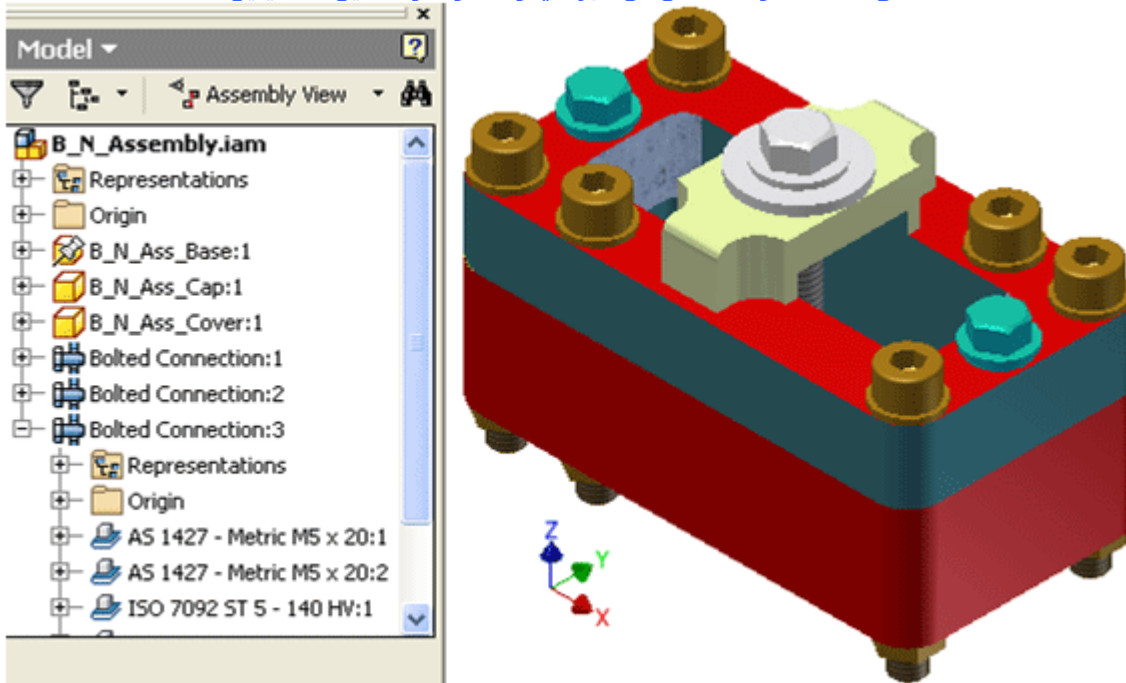 Model
Assembly View
B_N_Assembly.iam
Representations
Origin
B_N_Ass_Base:1
B_N_Ass_Cap:1
B_N_Ass_Cover:1
Bolted Connection:1
Bolted Connection:2
Bolted Connection:3
Representations
Origin
AS 1427 - Metric M5 x 20:1
AS 1427 - Metric M5 x 20:2
ISO 7092 ST 5 - 140 HV:1
Z
Y
X